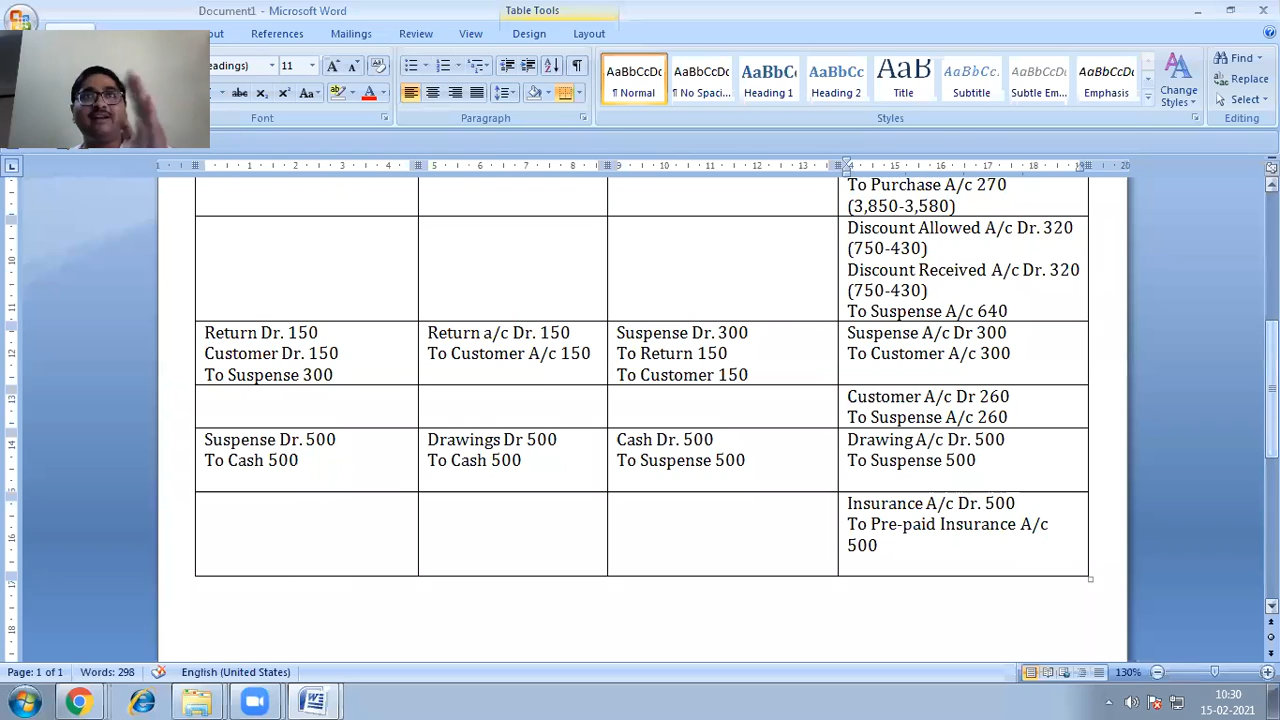 Document1 - Microsoft Word
Table Tools
References
Mailings
Review
View
Design
Layout
11
AaBbCcDc
AaBbCcDc
AaBbC
AaBbCc
AaB
AaBbCc.
AaBbCcDc
AaBbCcDc
¶ Normal
¶ No Spaci...
Heading 1
Heading 2
Title
Subtitle
Subtle Em...
Emphasis
Change
Styles
Find
Replace
Select
Font
Paragraph
Styles
Editing
To Purchase A/c 270
(3,850-3,580)
Discount Allowed A/c Dr. 320
(750-430)
Discount Received A/c Dr. 320
(750-430)
To Suspense A/c 640
Return Dr. 150
Customer Dr. 150
To Suspense 300
Return a/c Dr. 150
To Customer A/c 150
Suspense Dr. 300
To Return 150
To Customer 150
Suspense A/c Dr 300
To Customer A/c 300
Customer A/c Dr 260
To Suspense A/c 260
Suspense Dr. 500
To Cash 500
Drawings Dr 500
To Cash 500
Cash Dr. 500
To Suspense 500
Drawing A/c Dr. 500
To Suspense 500
Insurance A/c Dr. 500
To Pre-paid Insurance A/c
500
Page: 1 of 1
Words: 298
English (United States)
130%
10:30
15-02-2021